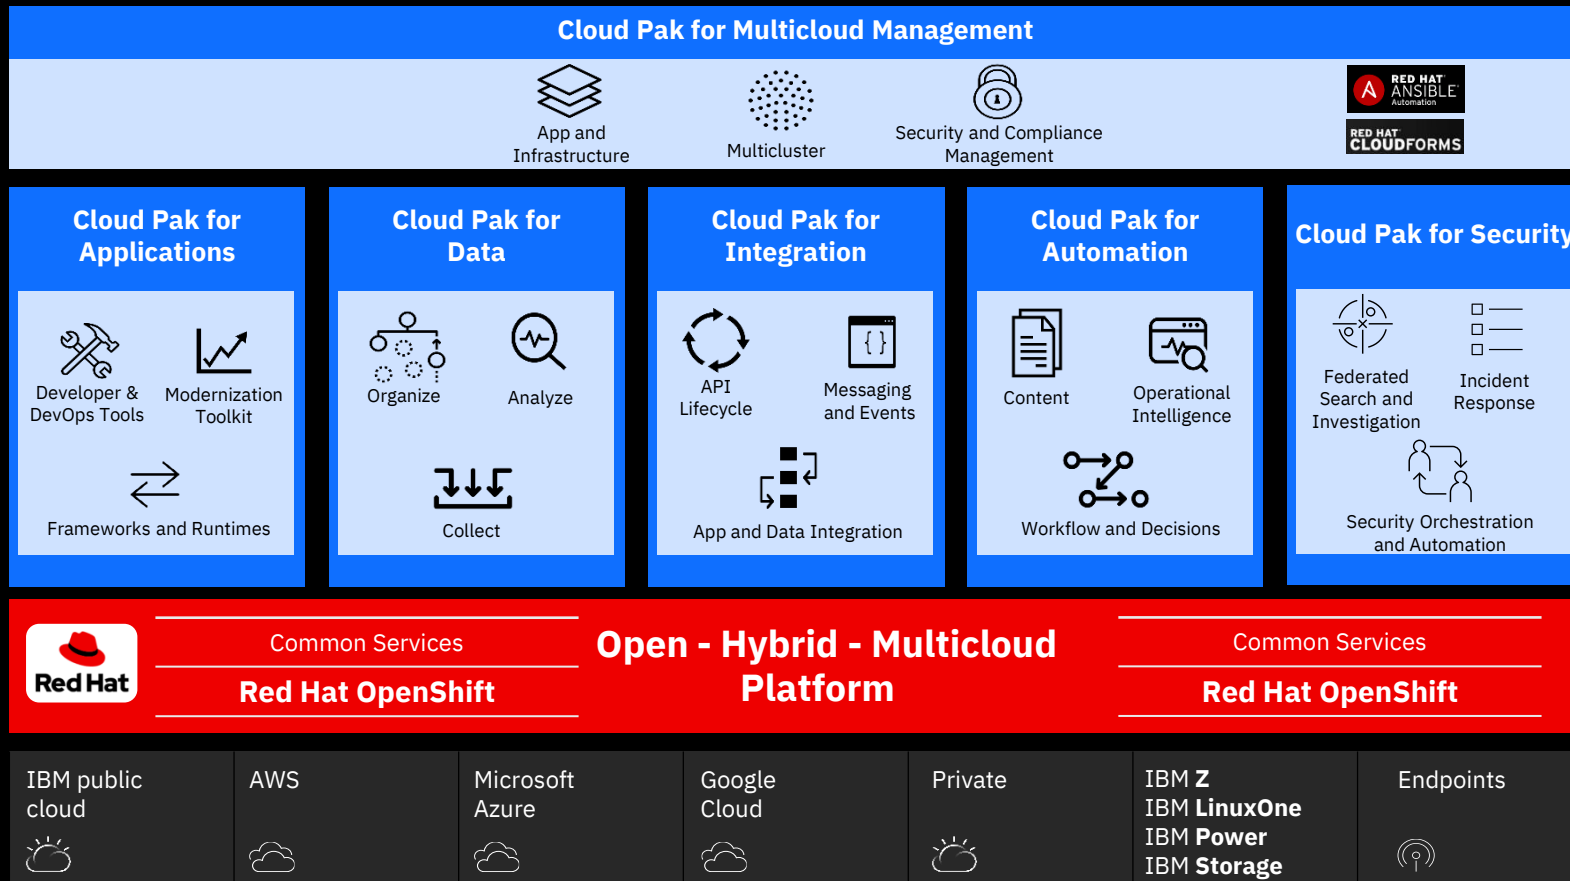 Cloud Pak for Multicloud Management
App and
Infrastructure
Multicluster
Security and Compliance
Management
RED HAT
ANSIBLE
Automation
RED HAT
CLOUDFORMS
Cloud Pak for
Applications
Developer &
DevOps Tools
Modernization
Toolkit
Frameworks and Runtimes
Cloud Pak for
Data
Organize
Analyze
Collect
Cloud Pak for
Integration
API
Lifecycle
{ }
Messaging
and Events
App and Data Integration
Cloud Pak for
Automation
Content
Operational
Intelligence
Workflow and Decisions
Cloud Pak for Security
Federated
Search and
Investigation
Incident
Response
Security Orchestration
and Automation
Red Hat
Common Services
Red Hat OpenShift
Open - Hybrid - Multicloud
Platform
Common Services
Red Hat OpenShift
IBM public
cloud
AWS
Microsoft
Azure
Google
Cloud
Private
IBM Z
IBM LinuxOne
IBM Power
IBM Storage
Endpoints